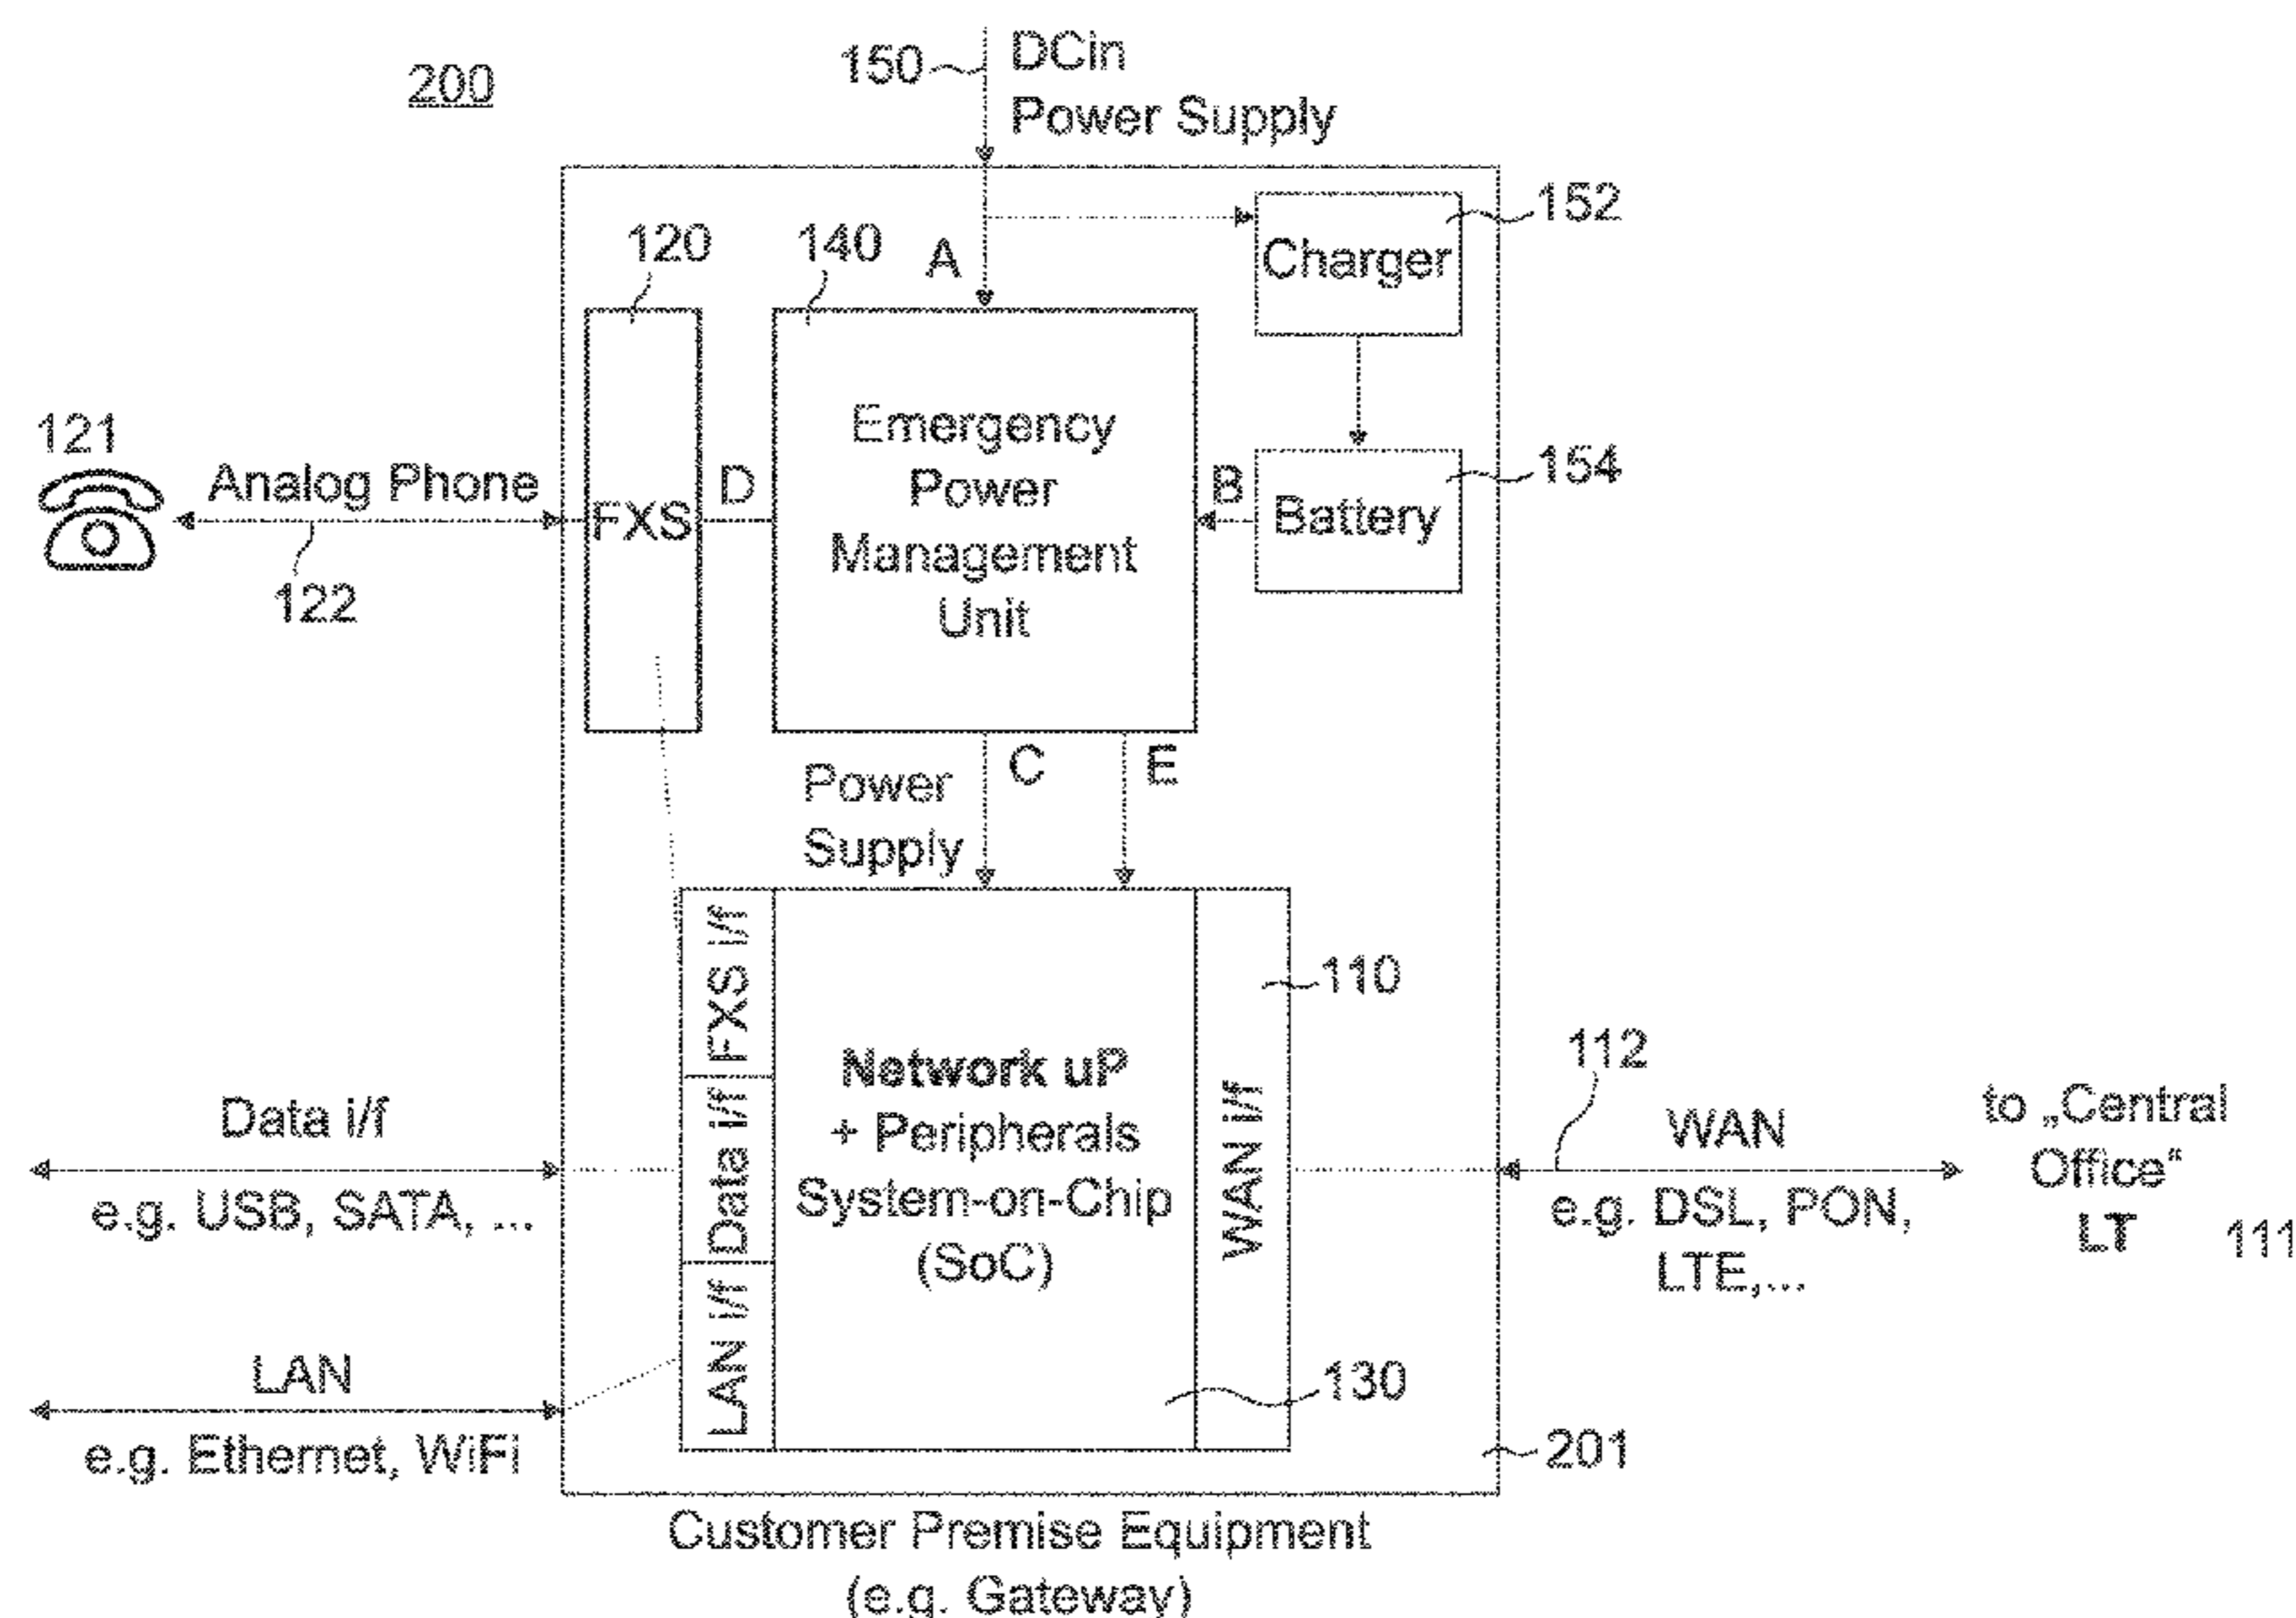 200
150
DCin
Power Supply
152
Charger
120
140
A
121
Analog Phone
122
FXS
D
Emergency
Power
Management
Unit
B
154
Battery
Power
Supply
C
E
FXS i/f
Data i/f
LAN i/f
Network uP
+ Peripherals
System-on-Chip
(SoC)
WAN i/f
110
130
112
Data i/f
e.g. USB, SATA, ...
LAN
e.g. Ethernet, WiFi
WAN
e.g. DSL, PON,
LTE,...
to „Central
Office“
LT
111
201
Customer Premise Equipment
(e.g. Gateway)